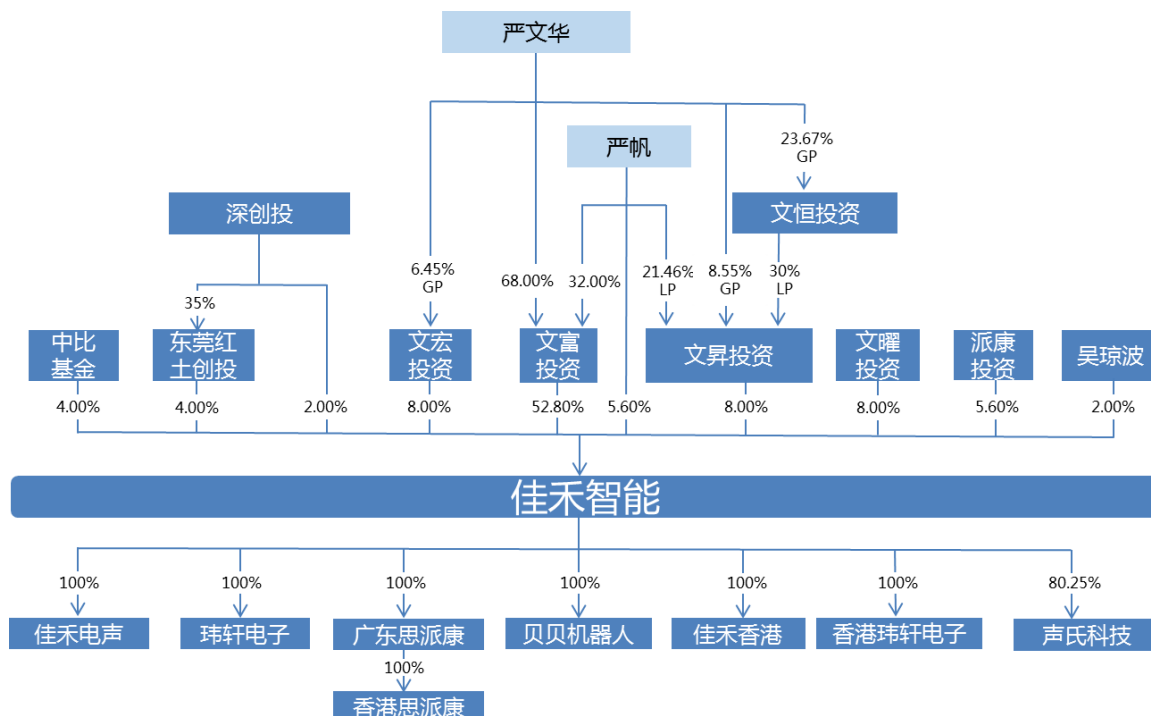 严文华
严帆
23.67%
GP
深创投
文恒投资
6.45%
GP
68.00%
32.00%
21.46%
LP
8.55%
GP
30%
LP
35%
中比
基金
东莞红
土创投
文宏
投资
文富
投资
文昇投资
文曜
投资
派康
投资
吴琼波
4.00%
4.00%
2.00%
8.00%
52.80%
5.60%
8.00%
8.00%
5.60%
2.00%
佳禾智能
100%
100%
100%
100%
100%
100%
80.25%
佳禾电声
玮轩电子
广东思派康
贝贝机器人
佳禾香港
香港玮轩电子
声氏科技
100%
香港思派康